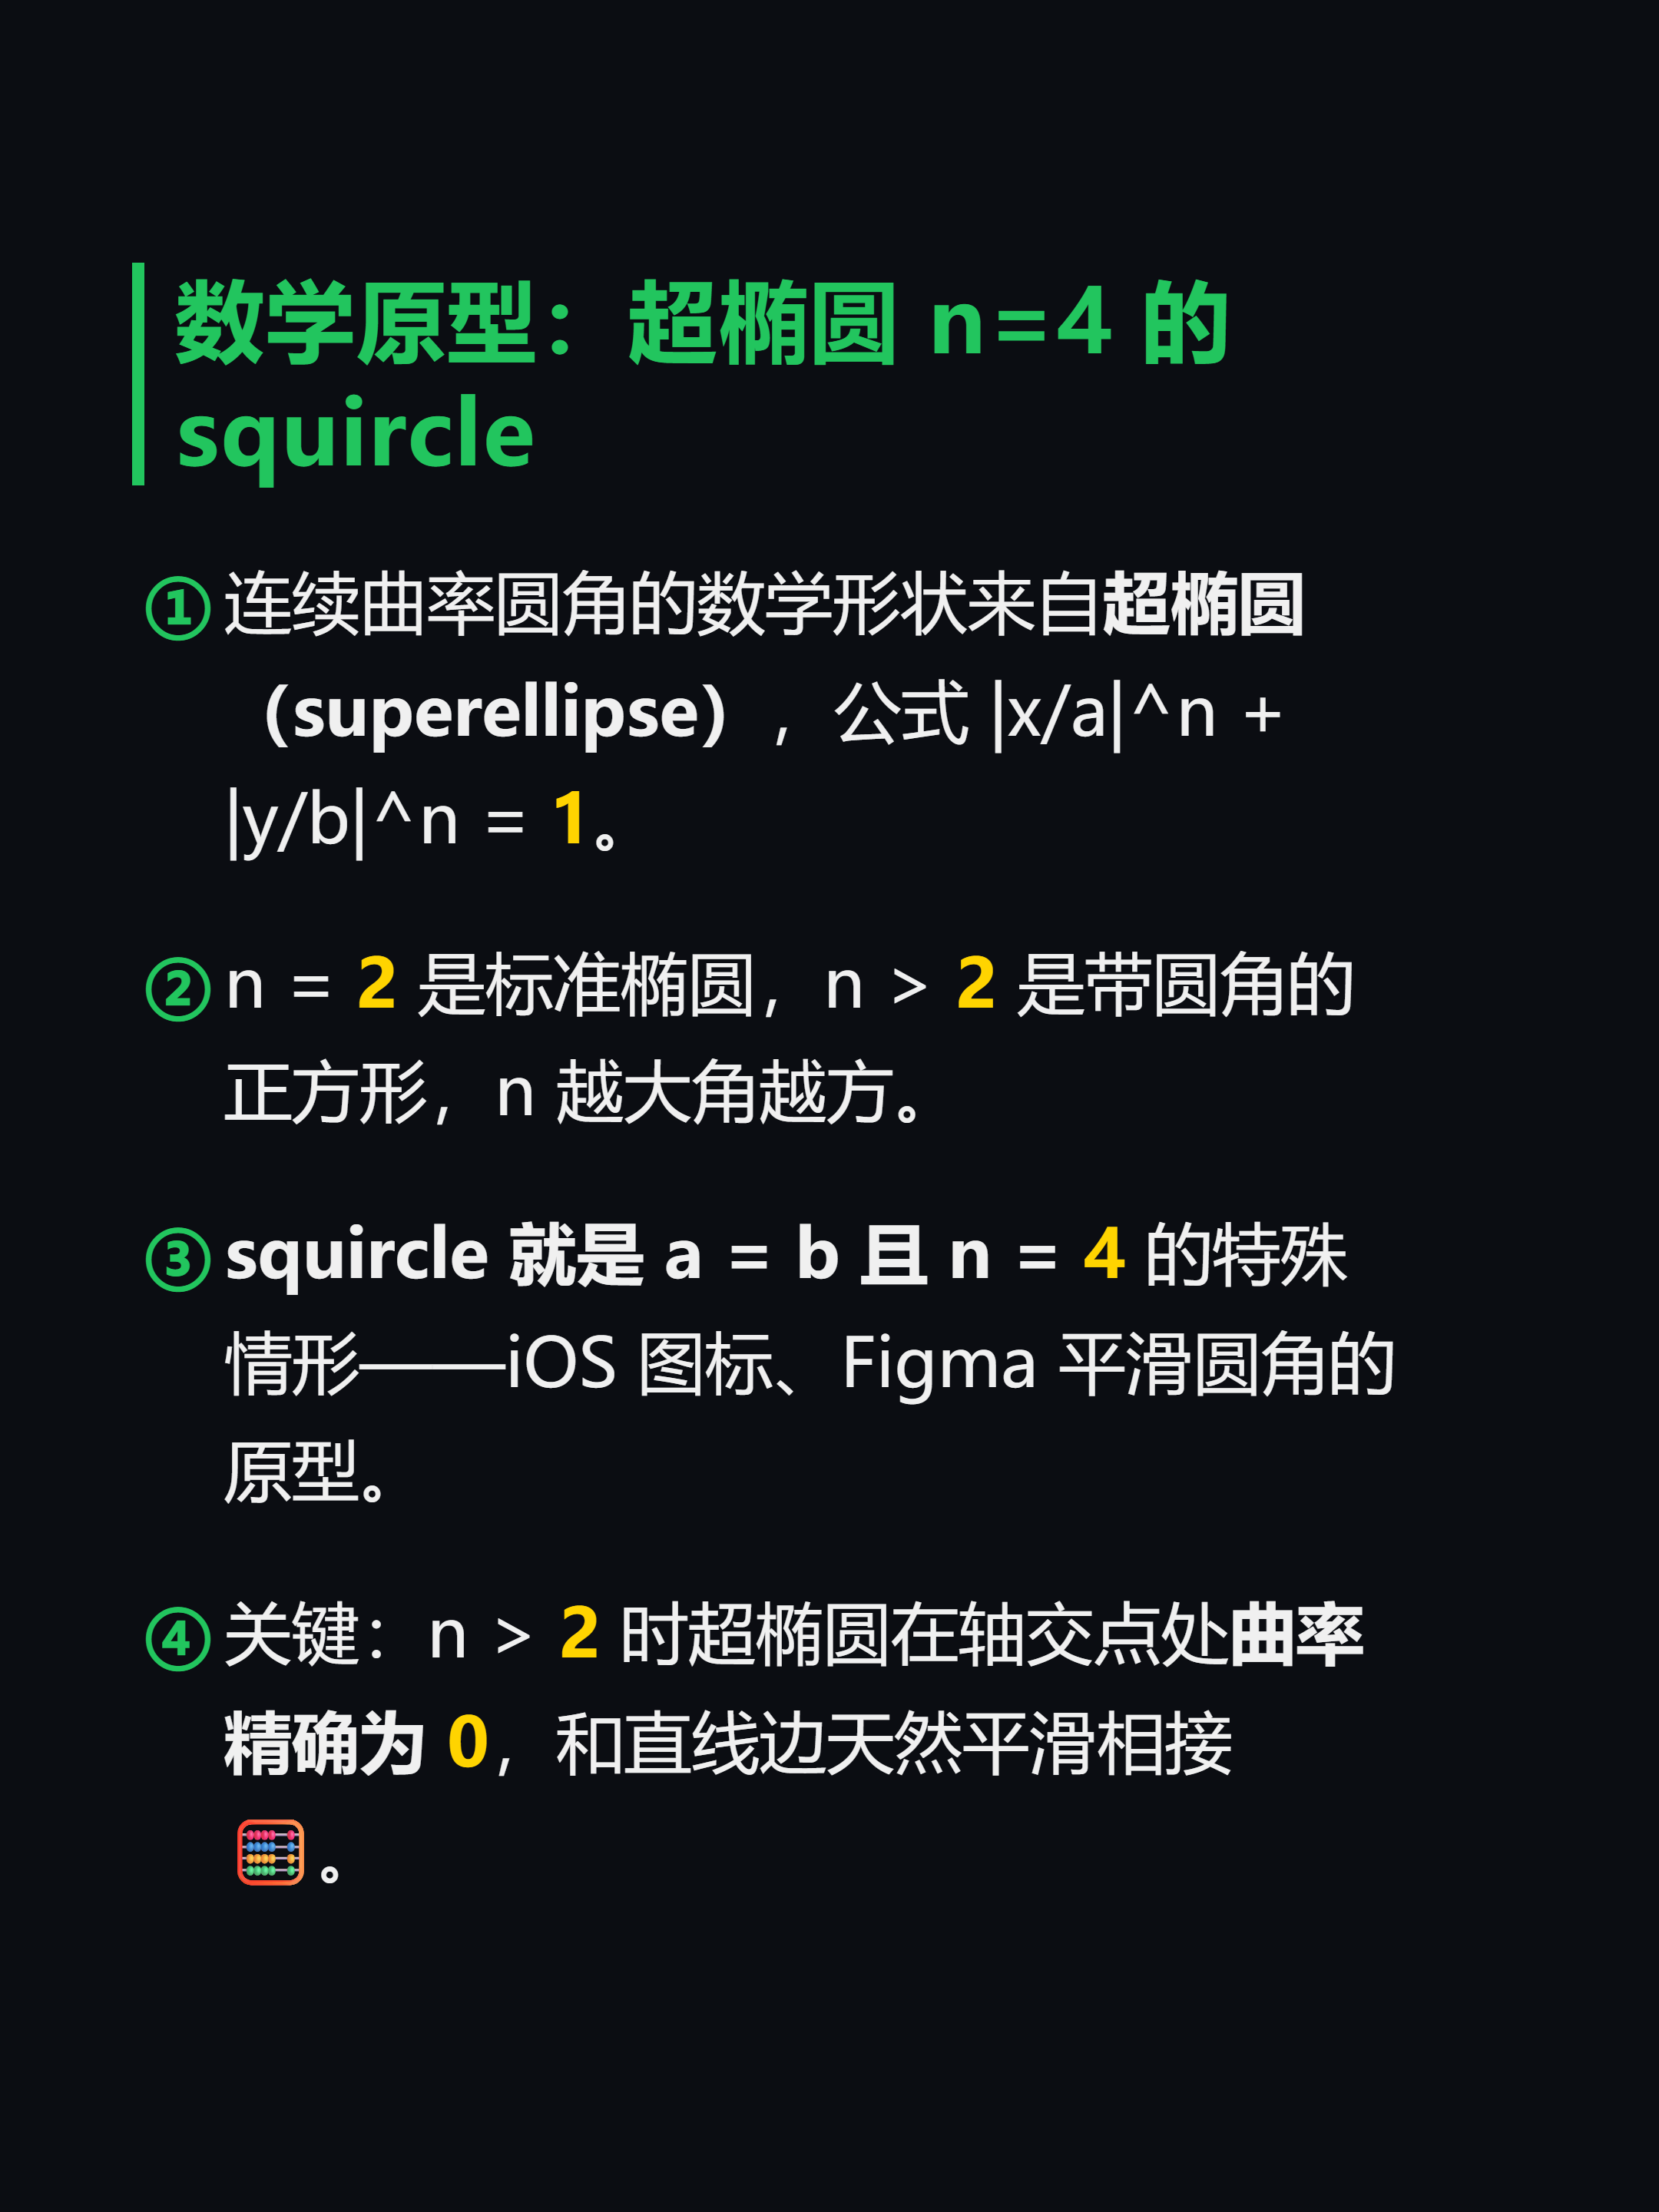 数学原型：超椭圆 n=4 的
squircle
① 连续曲率圆角的数学形状来自超椭圆
（superellipse），公式 |x/a|^n +
|y/b|^n = 1。
② n = 2 是标准椭圆，n > 2 是带圆角的
正方形，n 越大角越方。
③ squircle 就是 a = b 且 n = 4 的特殊
情形——iOS 图标、Figma 平滑圆角的
原型。
④ 关键：n > 2 时超椭圆在轴交点处曲率
精确为 0，和直线边天然平滑相接
🧮。